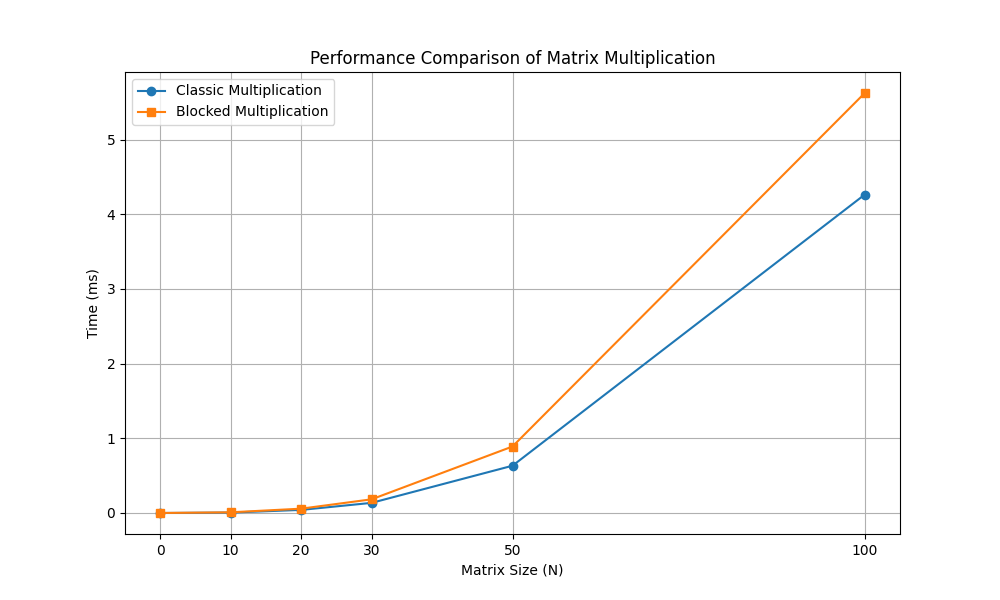 Performance Comparison of Matrix Multiplication
Classic Multiplication
Blocked Multiplication
Time (ms)
5
4
3
2
1
0
0 10 20 30 50 100
Matrix Size (N)